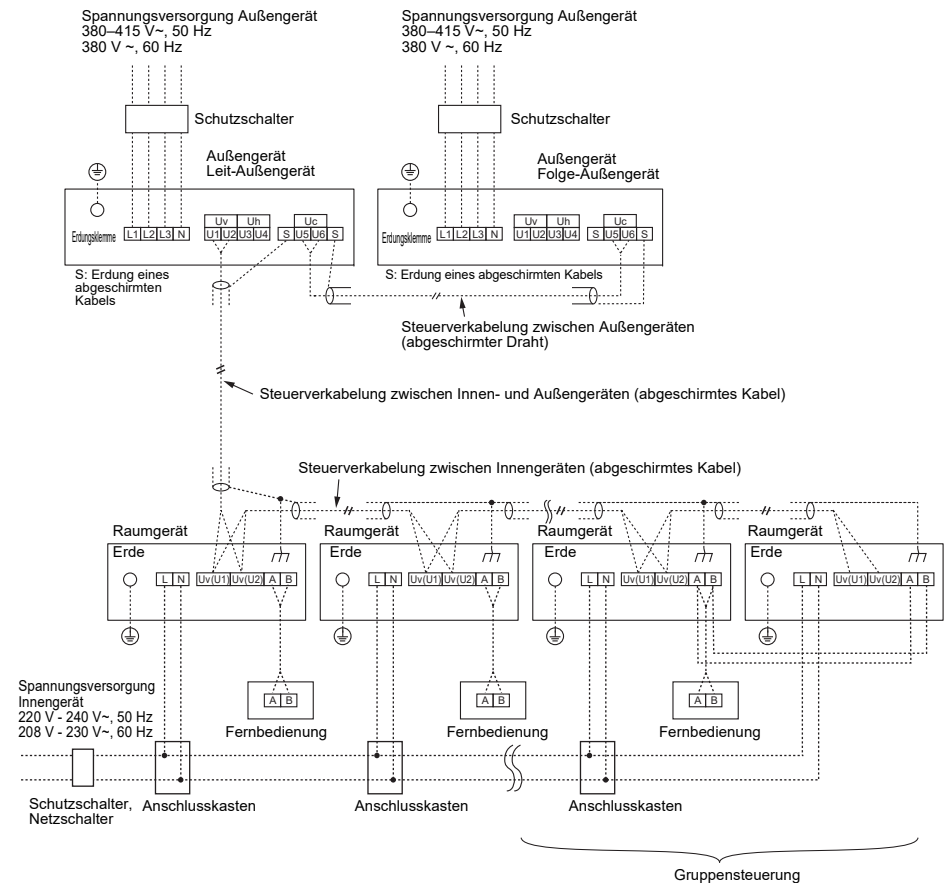 Spannungsversorgung Außengerät
380–415 V~, 50 Hz
380 V ~, 60 Hz
Spannungsversorgung Außengerät
380–415 V~, 50 Hz
380 V ~, 60 Hz
Schutzschalter
Schutzschalter
Außengerät
Leit-Außengerät
Außengerät
Folge-Außengerät
Erdungsklemme
L1 L2 L3 N
Uv Uh
U1 U2 U3 U4
Uc
S U5 U6 S
Erdungsklemme
L1 L2 L3 N
Uv Uh
U1 U2 U3 U4
Uc
S U5 U6 S
S: Erdung eines
abgeschirmten
Kabels
S: Erdung eines abgeschirmten Kabels
Steuerverkabelung zwischen Außengeräten
(abgeschirmter Draht)
Steuerverkabelung zwischen Innen- und Außengeräten (abgeschirmtes Kabel)
Steuerverkabelung zwischen Innengeräten (abgeschirmtes Kabel)
Raumgerät
Raumgerät
Raumgerät
Raumgerät
Erde
L N Uv(U1) Uv(U2) A B
Erde
L N Uv(U1) Uv(U2) A B
Erde
L N Uv(U1) Uv(U2) A B
Erde
L N Uv(U1) Uv(U2) A B
Spannungsversorgung
Innengerät
220 V - 240 V~, 50 Hz
208 V - 230 V~, 60 Hz
A B
Fernbedienung
A B
Fernbedienung
A B
Fernbedienung
Schutzschalter,
Netzschalter
Anschlusskasten
Anschlusskasten
Anschlusskasten
Gruppensteuerung